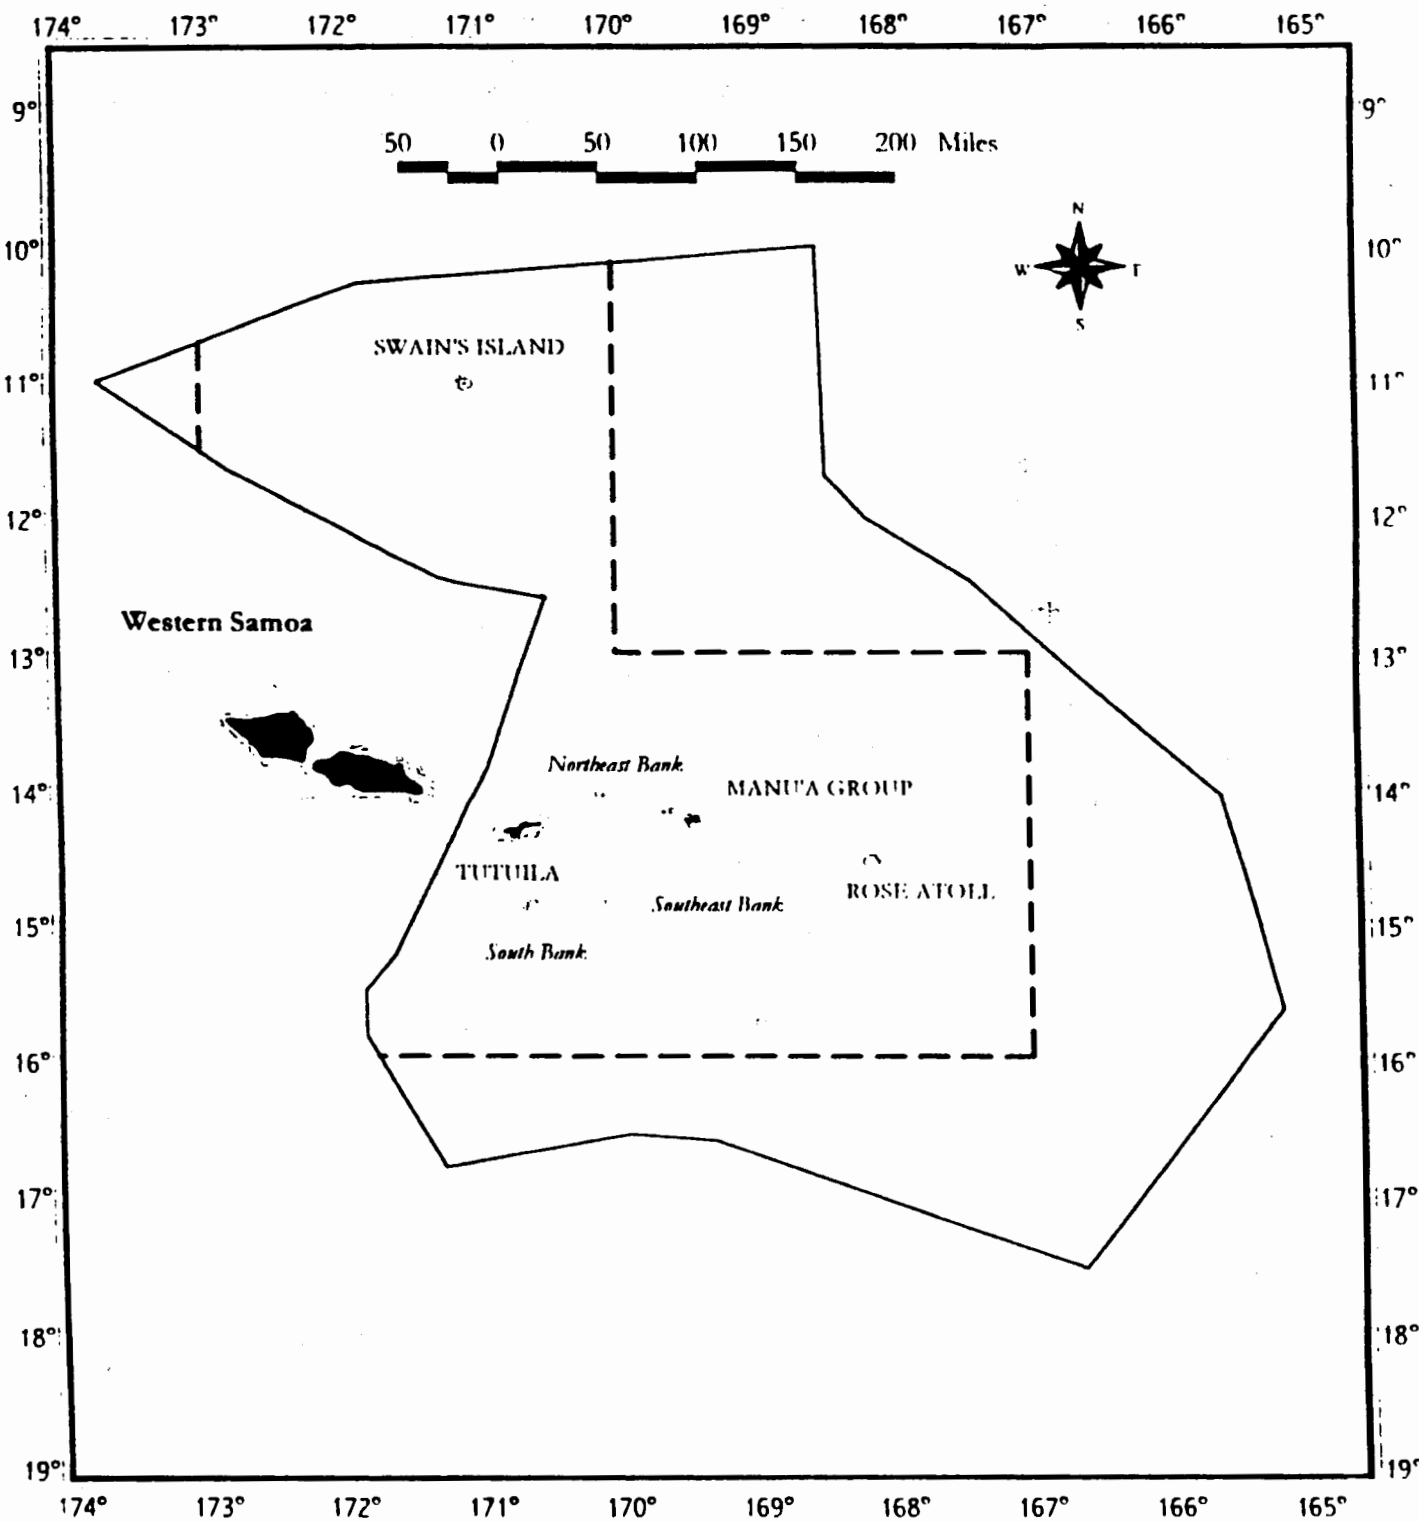 174° 173° 172° 171° 170° 169° 168° 167° 166° 165°
9° 9°
50 0 50 100 150 200 Miles
N
10° 10°
W
S
SWAIN'S ISLAND
11° 11°
12° 12°
Western Samoa
13° 13°
Northeast Bank
14° MANU'A GROUP 14°
TUTUILA
ROSE ATOLL
Southeast Bank
15° 15°
South Bank
16° 16°
17° 17°
18° 18°
19° 19°
174° 173° 172° 171° 170° 169° 168° 167° 166° 165°